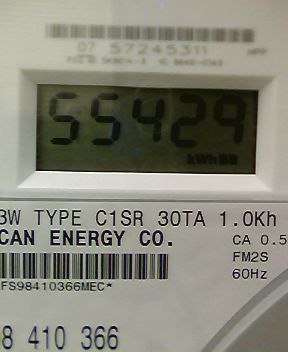 07 57245311
55429
kWh
3W TYPE C1SR 30TA 1.0Kh
CAN ENERGY CO.
CA 0.5
FM2S
60Hz
FS98410366MEC*
8 410 366